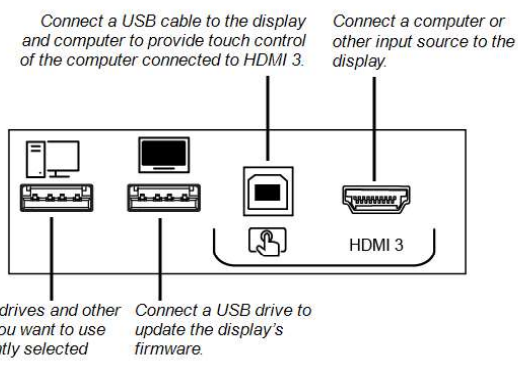 Connect a USB cable to the display
and computer to provide touch control
of the computer connected to HDMI 3.
Connect a computer or
other input source to the
display.
HDMI 3
drives and other
ou want to use
ntly selected
Connect a USB drive to
update the display's
firmware.